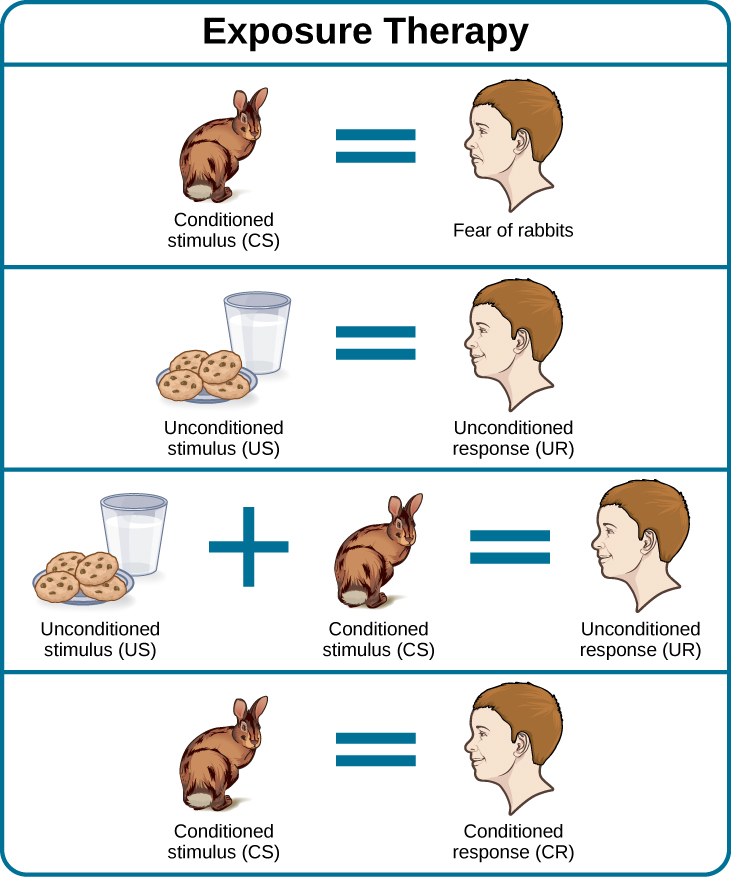 Exposure Therapy
Conditioned
stimulus (CS)
Fear of rabbits
Unconditioned
stimulus (US)
Unconditioned
response (UR)
Unconditioned
stimulus (US)
Conditioned
stimulus (CS)
Unconditioned
response (UR)
Conditioned
stimulus (CS)
Conditioned
response (CR)